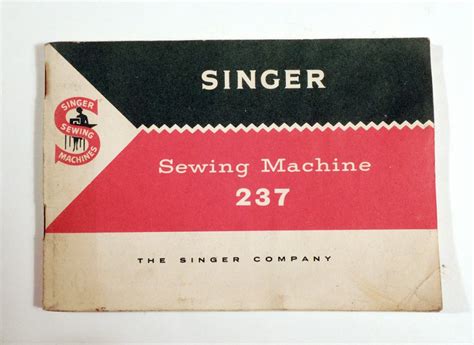 SINGER
SINGER
SEWING
MACHINES
Sewing Machine
237
THE SINGER COMPANY